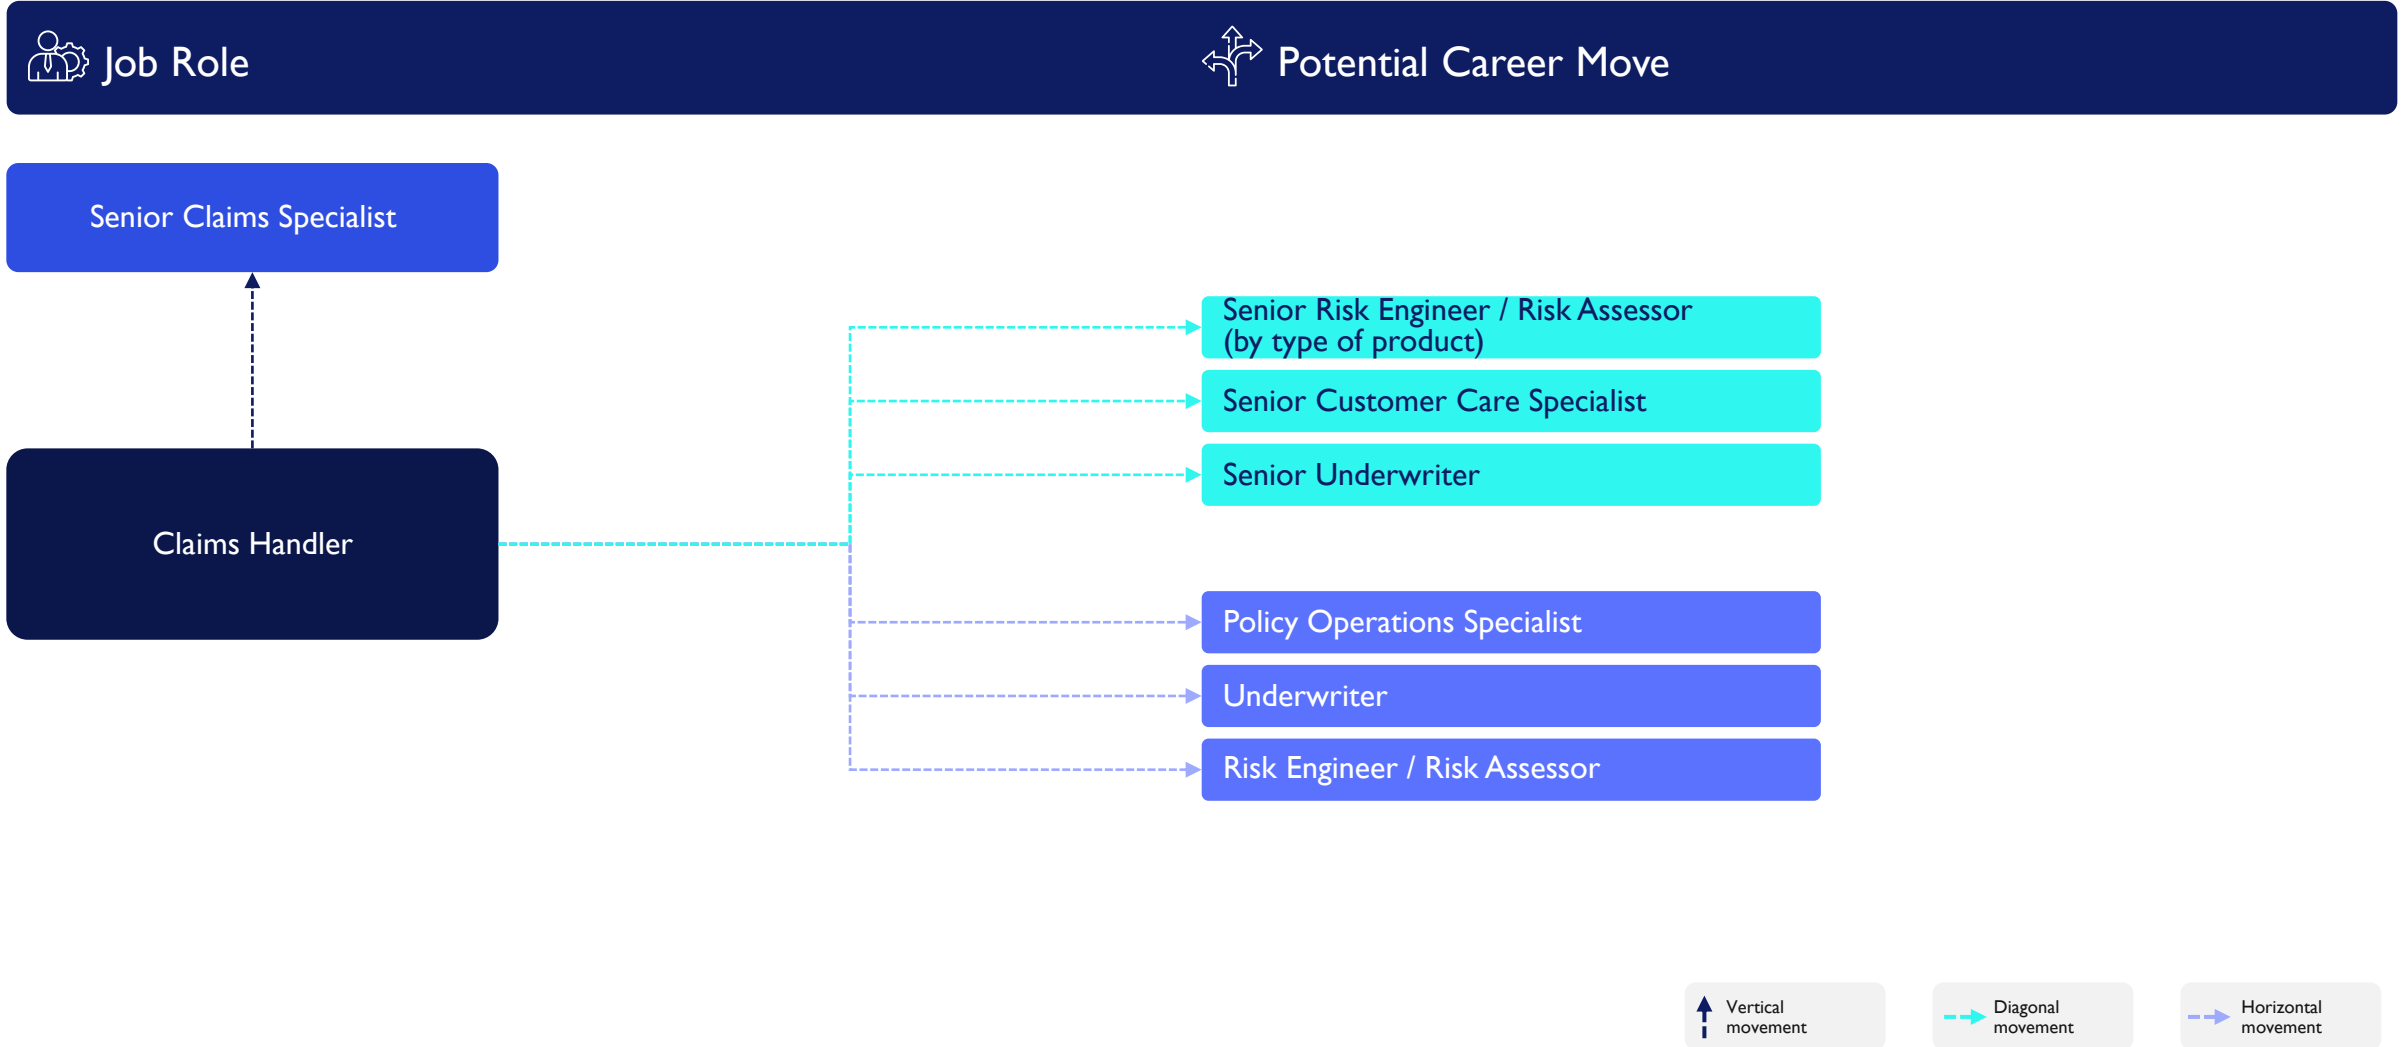 Job Role
Potential Career Move
Senior Claims Specialist
Senior Risk Engineer / Risk Assessor
(by type of product)
Senior Customer Care Specialist
Senior Underwriter
Claims Handler
Policy Operations Specialist
Underwriter
Risk Engineer / Risk Assessor
Vertical
movement
Diagonal
movement
Horizontal
movement